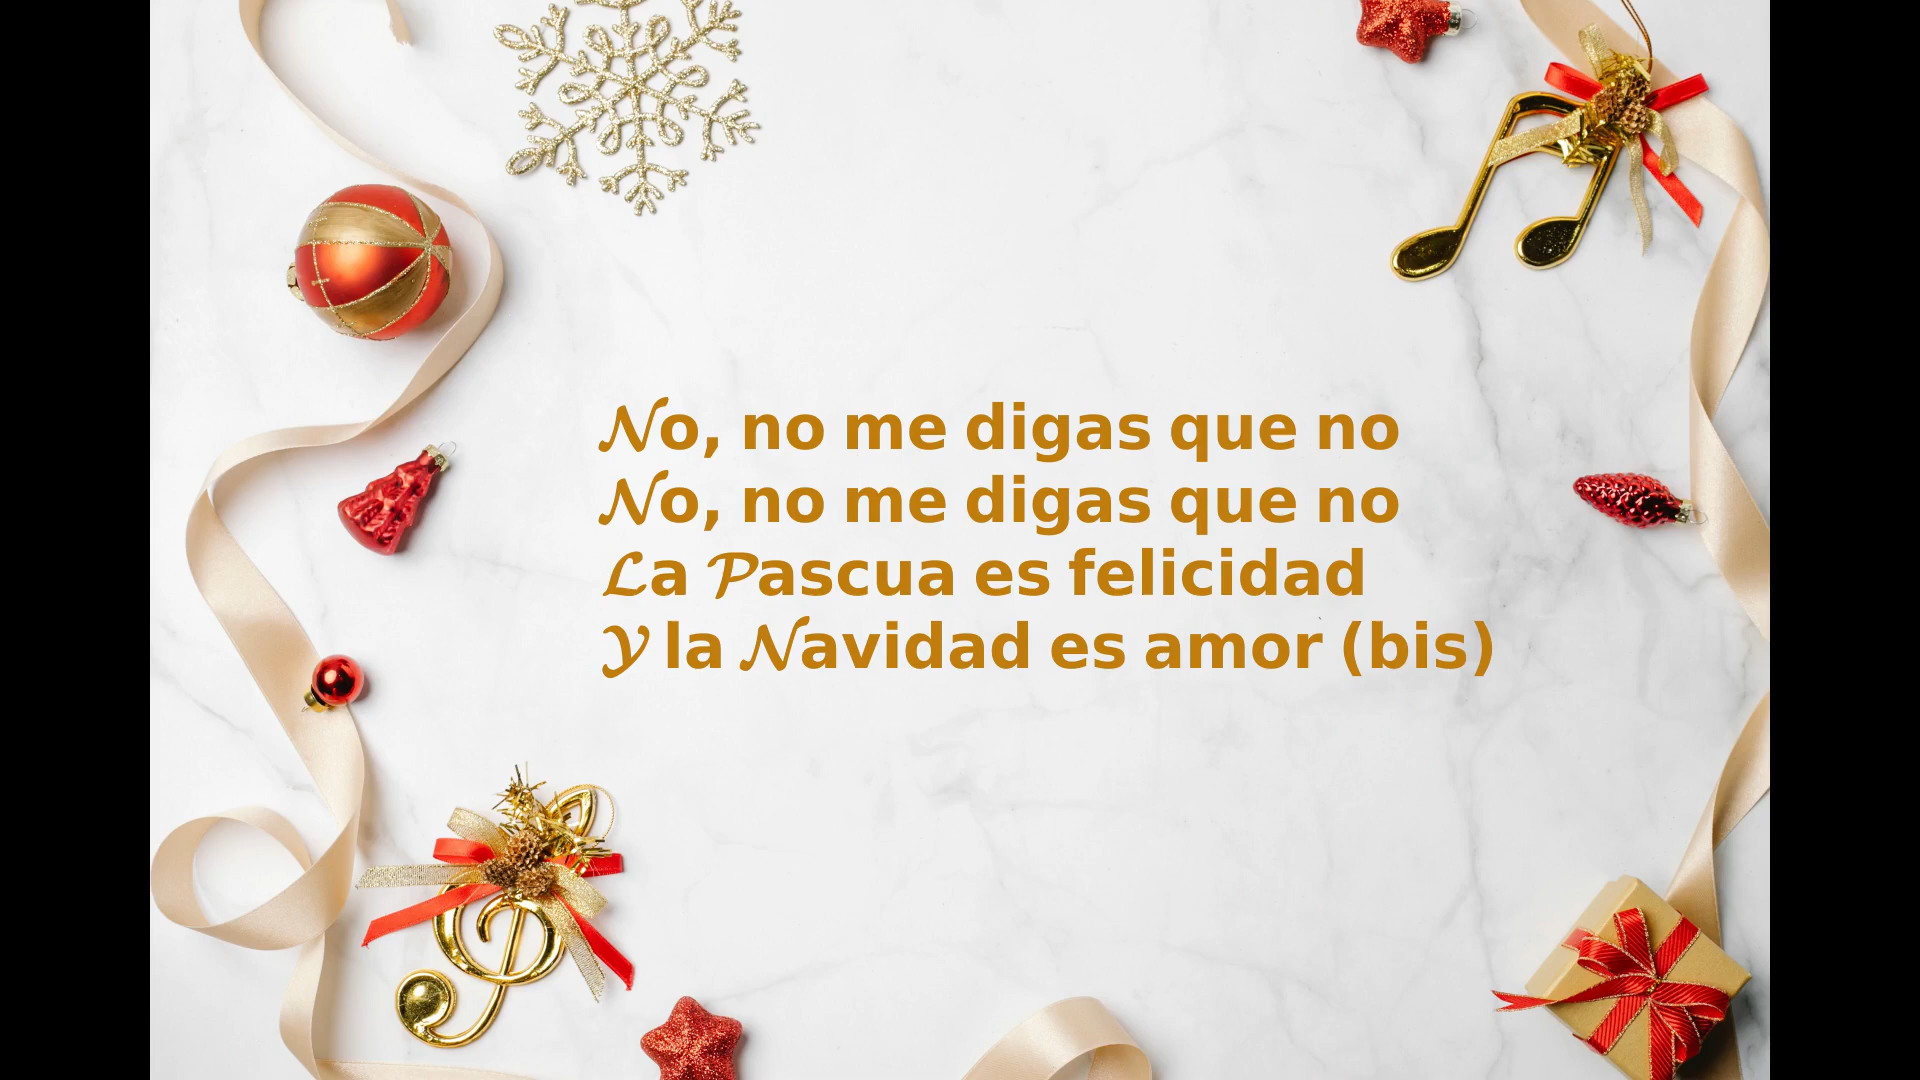 No, no me digas que no
No, no me digas que no
La Pascua es felicidad
Y la Navidad es amor (bis)